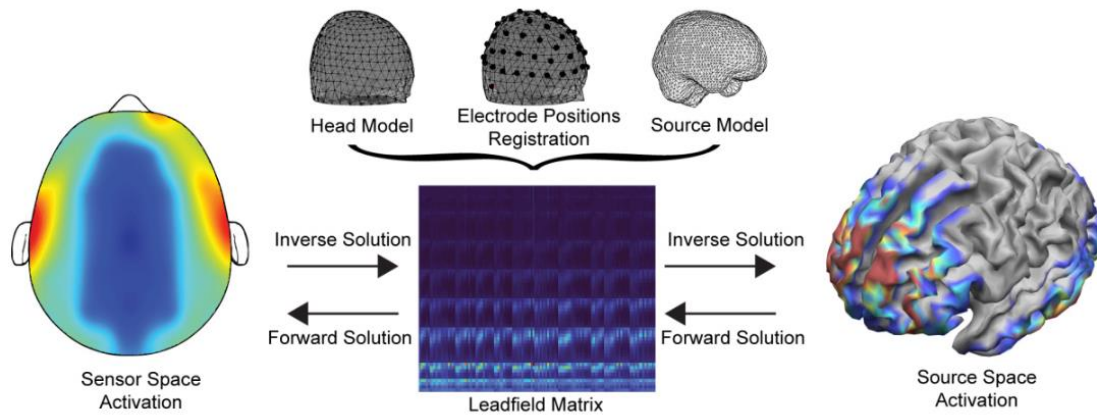 Head Model
Electrode Positions
Registration
Source Model
Inverse Solution
Forward Solution
Inverse Solution
Forward Solution
Sensor Space
Activation
Leadfield Matrix
Source Space
Activation